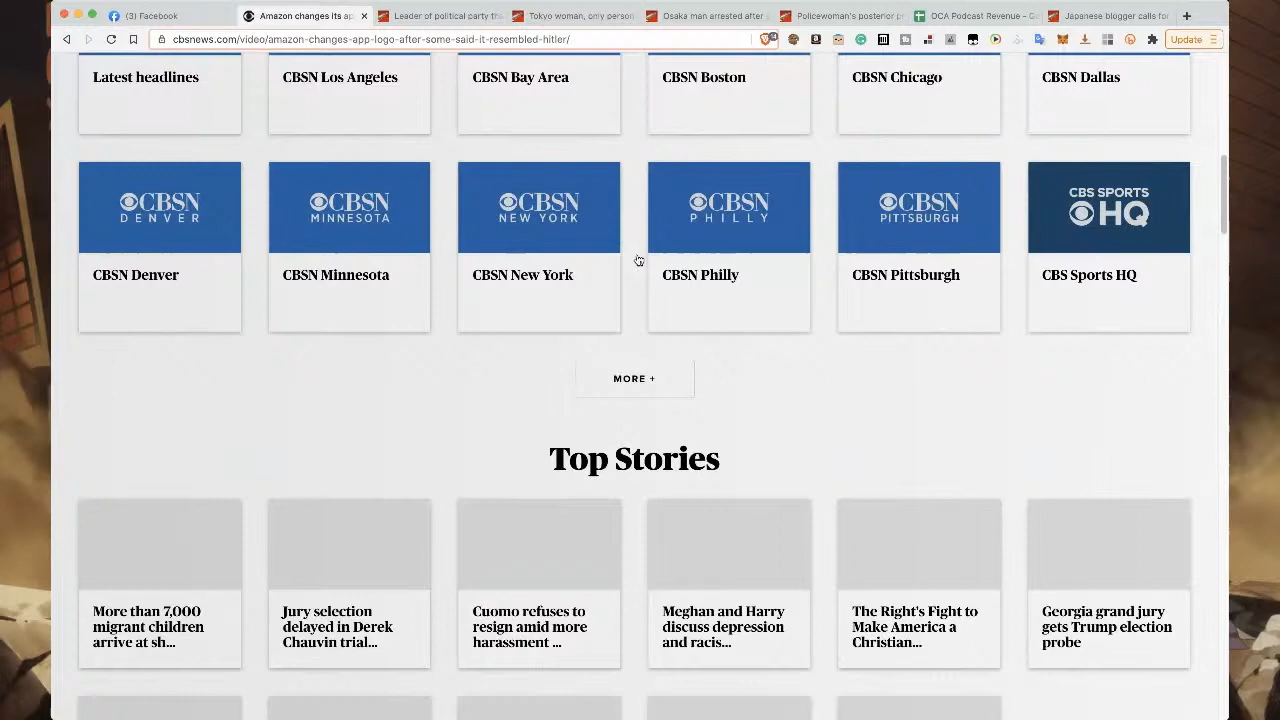 (3) Facebook
Amazon changes its ap
Leader of political party tha
Tokyo woman, only person
Osaka man arrested after
Policewoman's posterior p
OCA Podcast Revenue - G
Japanese blogger calls for
cbsnews.com/video/amazon-changes-app-logo-after-some-said-it-resembled-hitler/
Update
Latest headlines
CBSN Los Angeles
CBSN Bay Area
CBSN Boston
CBSN Chicago
CBSN Dallas
CBSN
DENVER
CBSN
MINNESOTA
CBSN
NEW YORK
CBSN
PHILLY
CBSN
PITTSBURGH
CBS SPORTS
HQ
CBSN Denver
CBSN Minnesota
CBSN New York
CBSN Philly
CBSN Pittsburgh
CBS Sports HQ
MORE +
Top Stories
More than 7,000
migrant children
arrive at sh...
Jury selection
delayed in Derek
Chauvin trial...
Cuomo refuses to
resign amid more
harassment ...
Meghan and Harry
discuss depression
and racis...
The Right's Fight to
Make America a
Christian...
Georgia grand jury
gets Trump election
probe